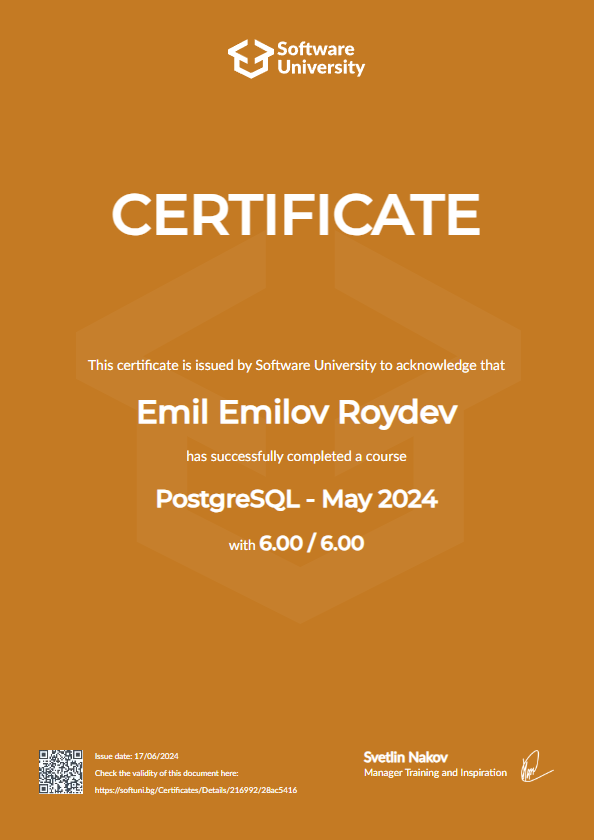 Software
University
CERTIFICATE
This certificate is issued by Software University to acknowledge that
Emil Emilov Roydev
has successfully completed a course
PostgreSQL - May 2024
with 6.00 / 6.00
Issue date: 17/06/2024
Check the validity of this document here:
https://softuni.bg/Certificates/Details/216992/28ac5416
Svetlin Nakov
Manager Training and Inspiration